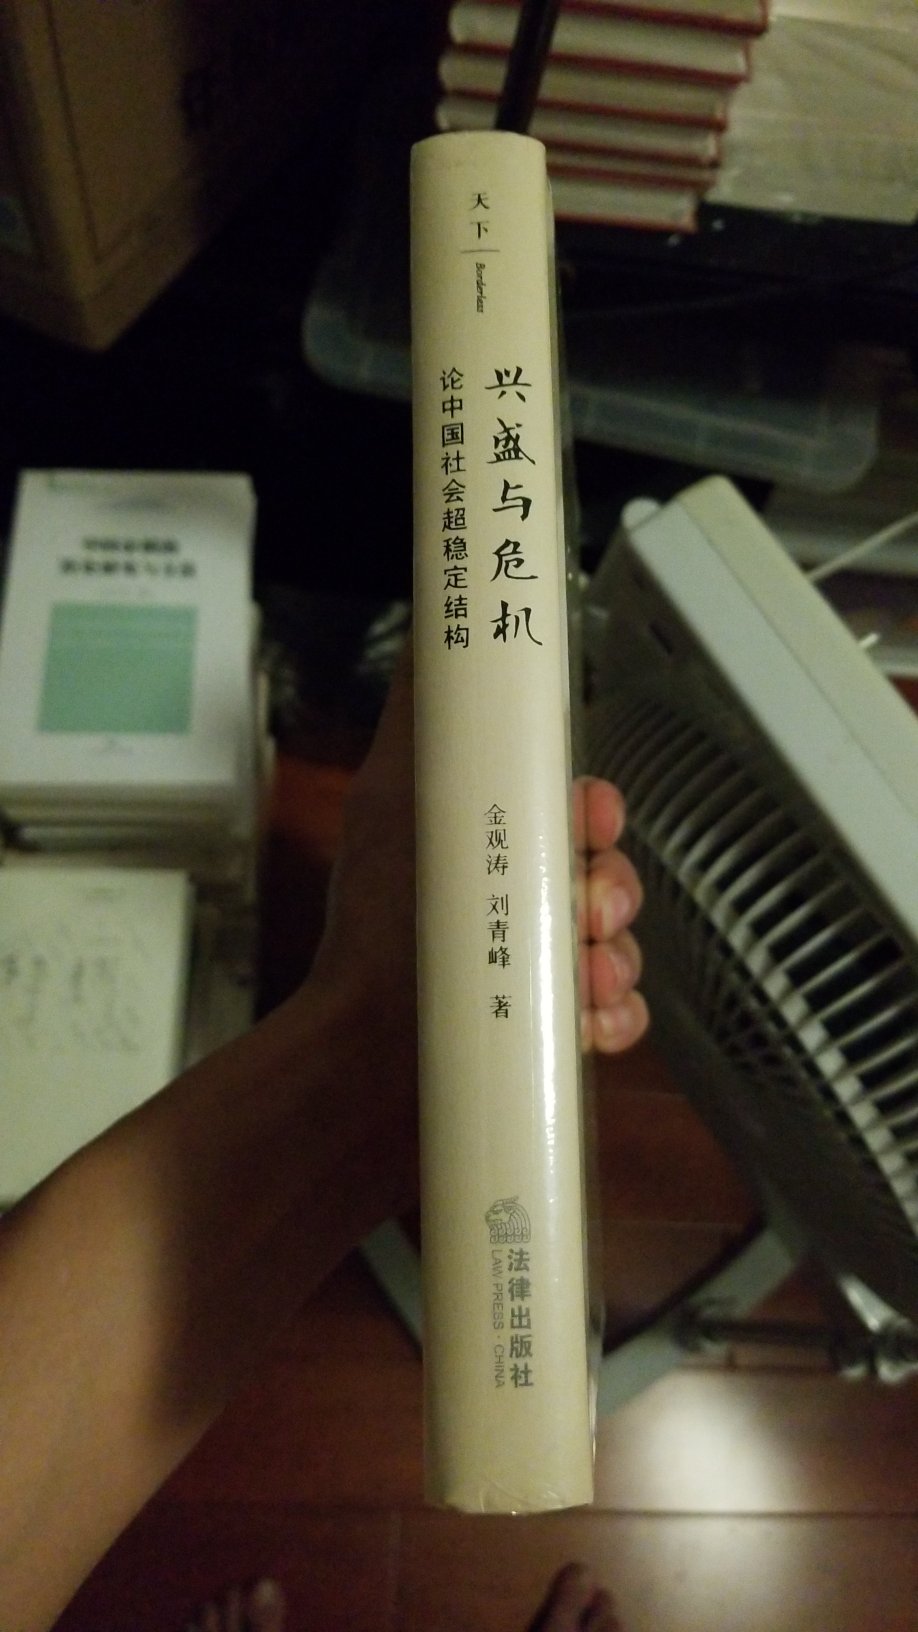 天下
Borderless
兴盛与危机
论中国社会超稳定结构
金观涛 刘青峰 著
法律出版社
LAW PRESS·CHINA